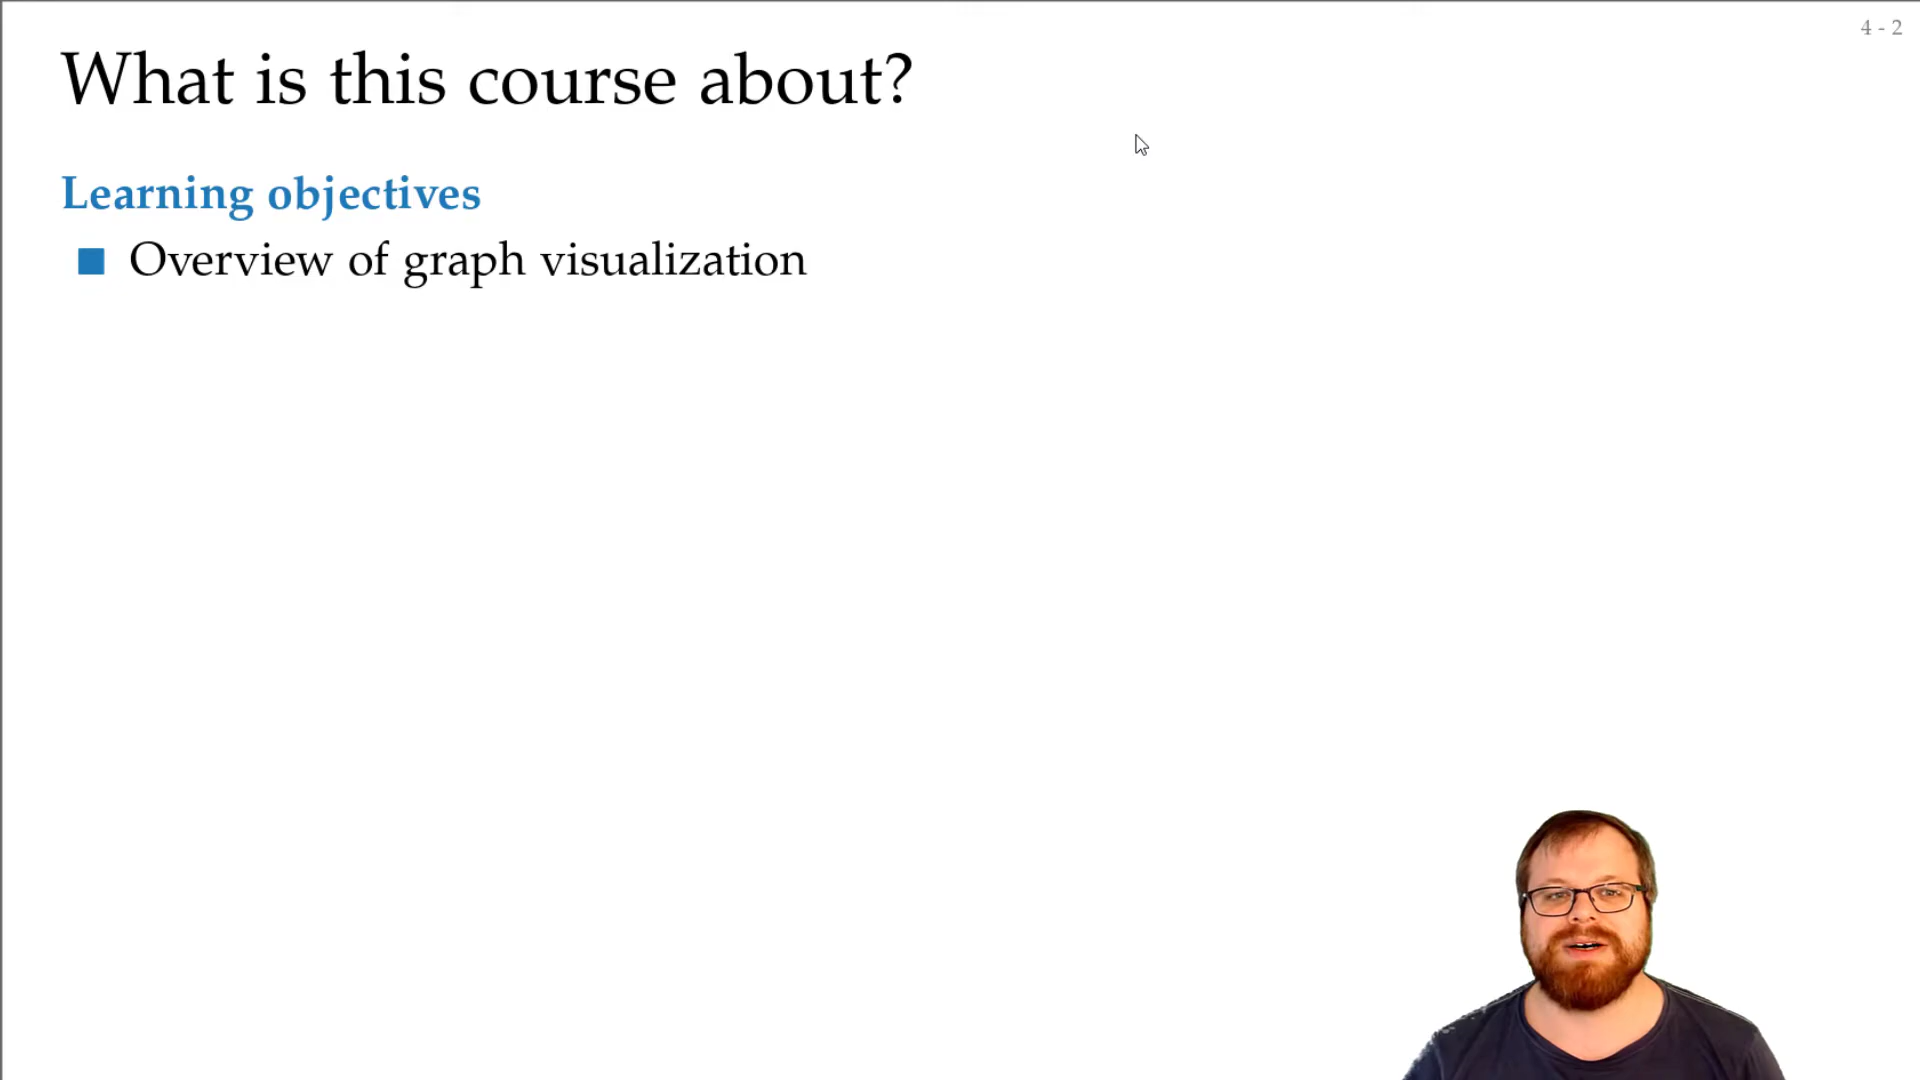 4 - 2
What is this course about?
Learning objectives
Overview of graph visualization